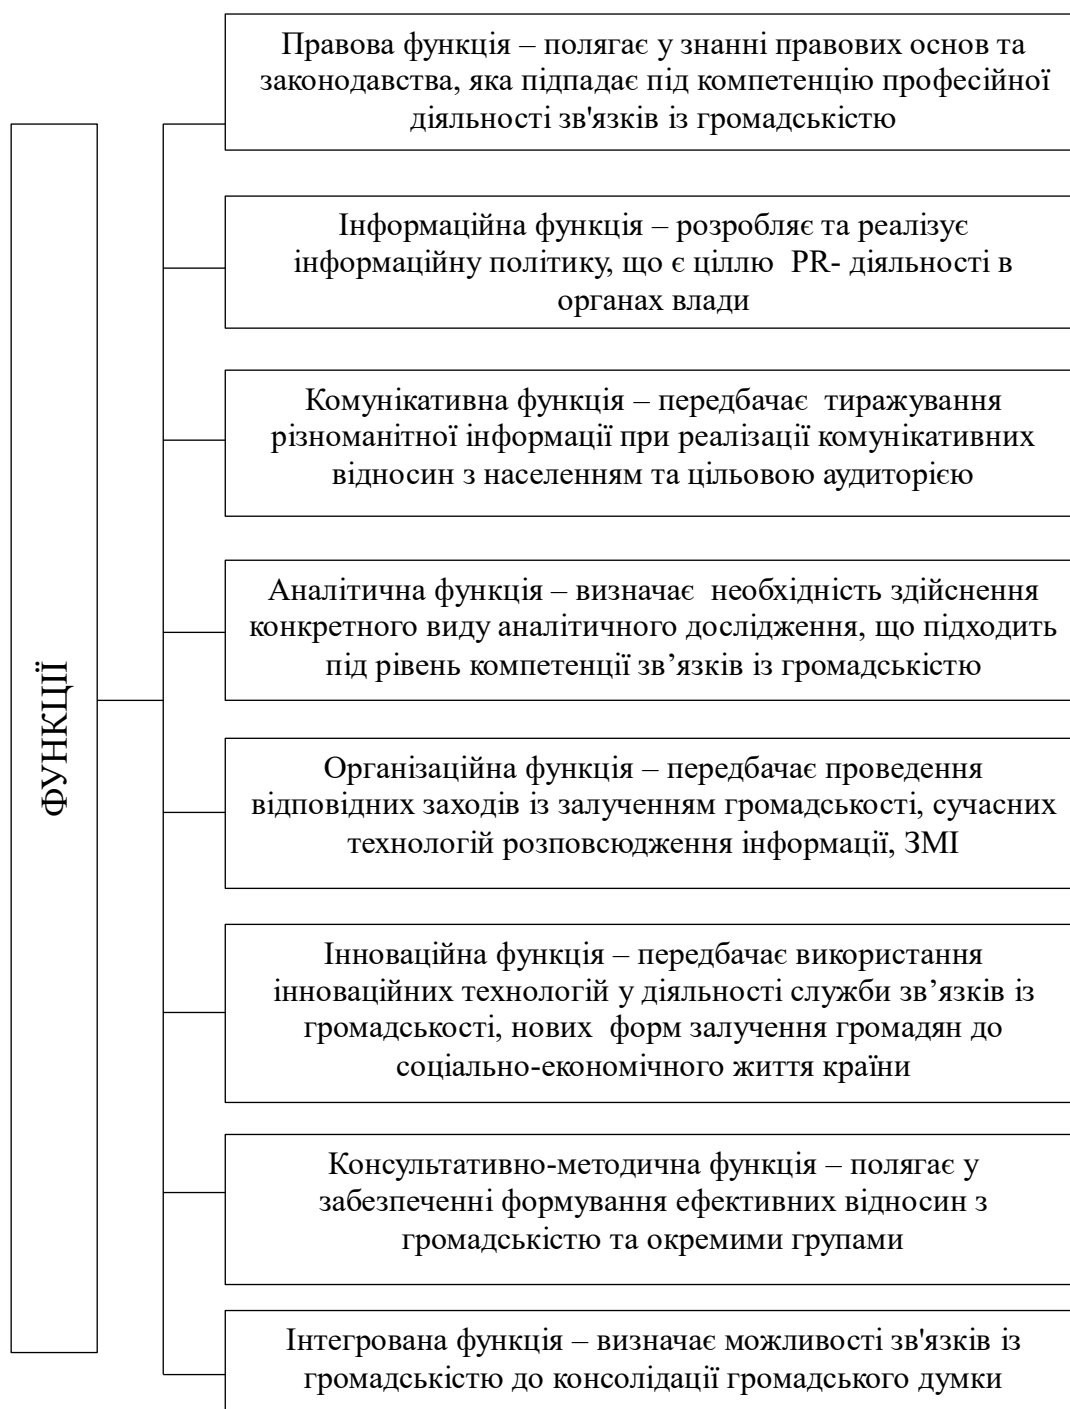 ФУНКЦІЇ
Правова функція – полягає у знанні правових основ та
законодавства, яка підпадає під компетенцію професійної
діяльності зв'язків із громадськістю
Інформаційна функція – розробляє та реалізує
інформаційну політику, що є ціллю PR- діяльності в
органах влади
Комунікативна функція – передбачає тиражування
різноманітної інформації при реалізації комунікативних
відносин з населенням та цільовою аудиторією
Аналітична функція – визначає необхідність здійснення
конкретного виду аналітичного дослідження, що підходить
під рівень компетенції зв’язків із громадськістю
Організаційна функція – передбачає проведення
відповідних заходів із залученням громадськості, сучасних
технологій розповсюдження інформації, ЗМІ
Інноваційна функція – передбачає використання
інноваційних технологій у діяльності служби зв’язків із
громадськості, нових форм залучення громадян до
соціально-економічного життя країни
Консультативно-методична функція – полягає у
забезпеченні формування ефективних відносин з
громадськістю та окремими групами
Інтегрована функція – визначає можливості зв'язків із
громадськістю до консолідації громадського думки